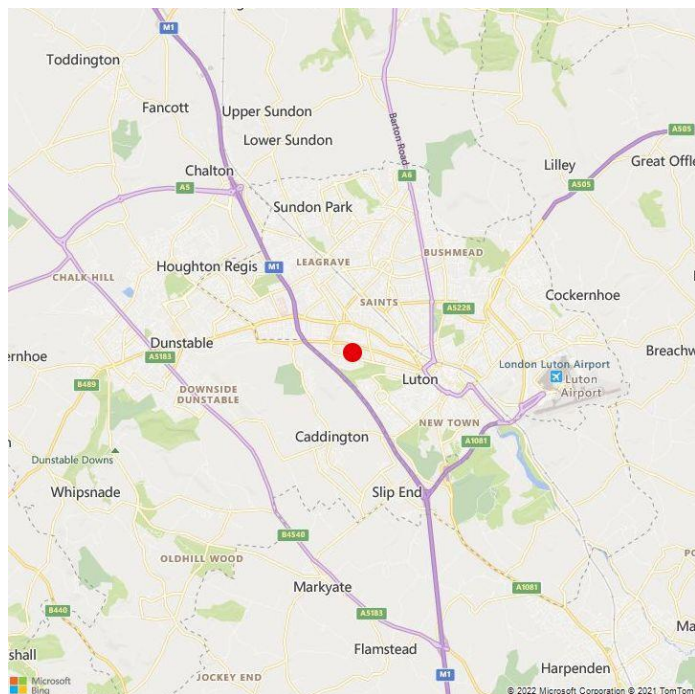 M1
Toddington
Fancott
Upper Sundon
Barton Road
A505
Lower Sundon
Lilley
Great Offle
Chalton
A5
A6
A505
Sundon Park
BUSHMEAD
Houghton Regis
M1
LEAGRAVE
CHALK HILL
SAINTS
A5228
Cockernhoe
Dunstable
A5183
ernhoe
Breachw
London Luton Airport
Luton
Airport
Luton
B489
DOWNSIDE
DUNSTABLE
NEW TOWN
Caddington
A1081
Dunstable Downs
Whipsnade
Slip End
B4540
OLDHILL WOOD
Markyate
A1081
B440
A5183
Ma
shall
Flamstead
JOCKEY END
M1
Harpenden
Microsoft
Bing
© 2022 Microsoft Corporation © 2021 TomTom